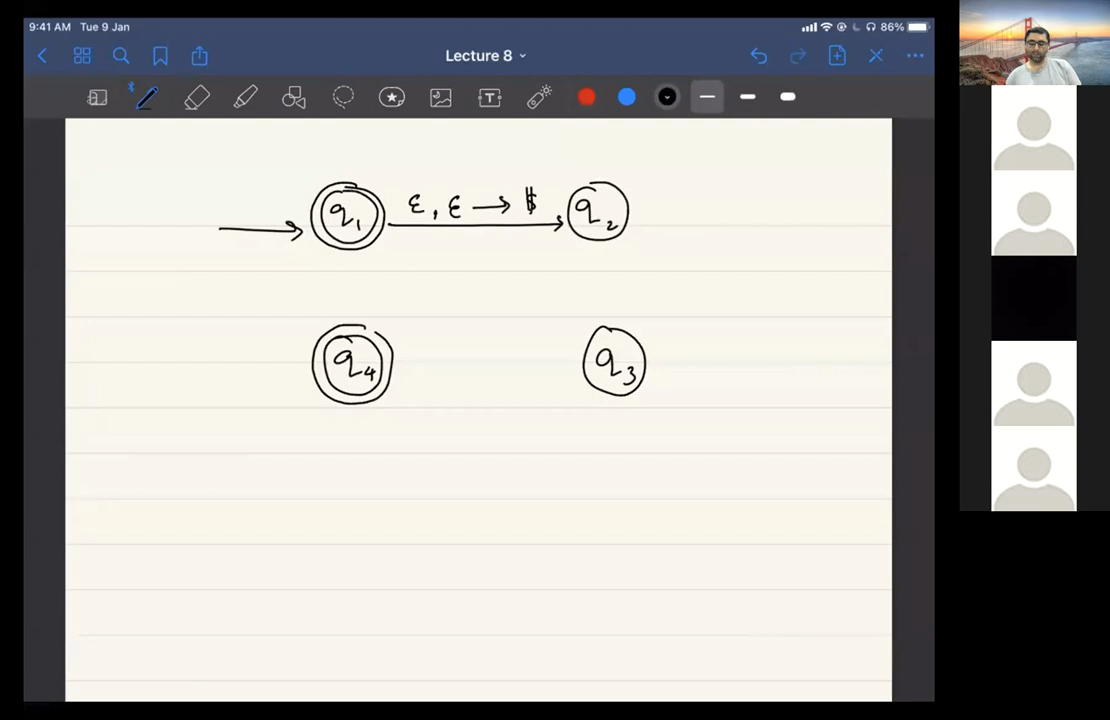 9:41 AM Tue 9 Jan 86%
Lecture 8
q₁ ε, ε → $ q₂
q₄ q₃